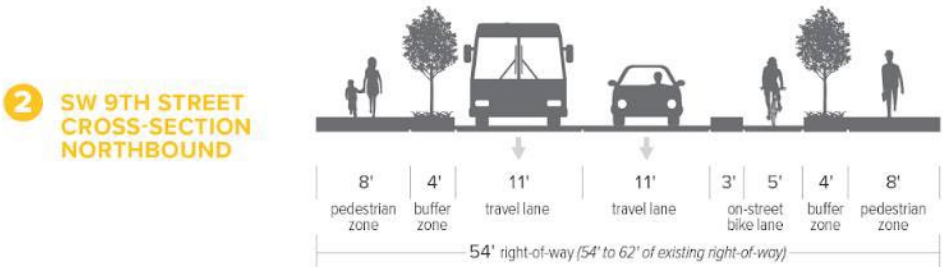 2 SW 9TH STREET
CROSS-SECTION
NORTHBOUND
8' 4' 11' 11' 3' 5' 4' 8'
pedestrian buffer travel lane travel lane on-street buffer pedestrian
zone zone bike lane zone zone
54' right-of-way (54' to 62' of existing right-of-way)